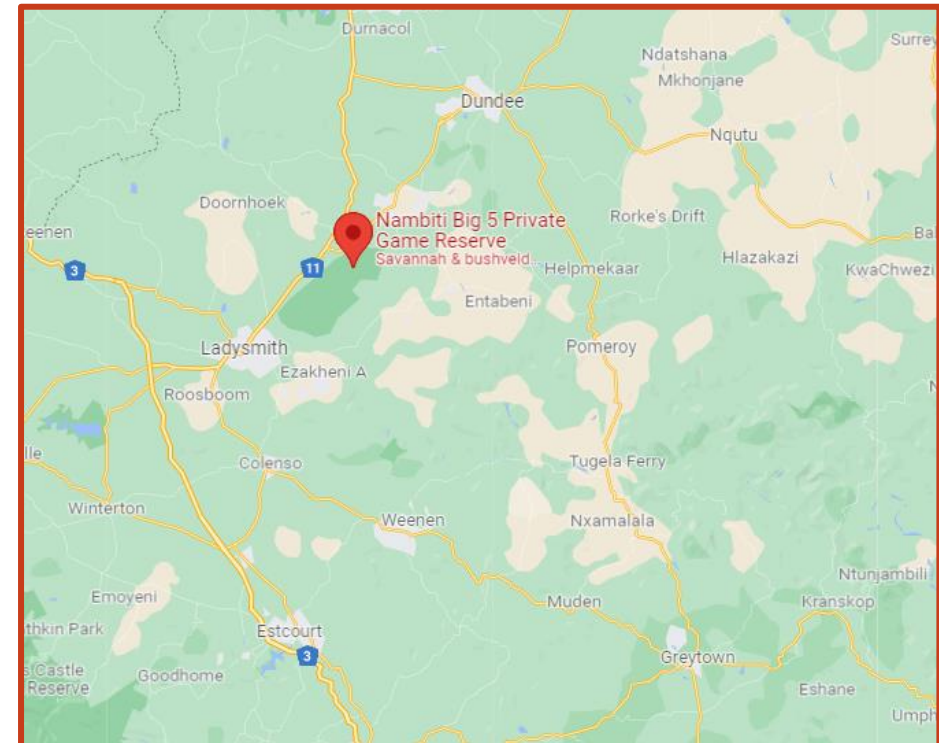 Durnacol
Ndatshana
Surrey
Mkhonjane
Dundee
Nqutu
Doornhoek
Nambiti Big 5 Private
Game Reserve
Savannah & bushveld...
Rorke's Drift
eenen
Bal
3
11
Helpmekaar
Hlazakazi
KwaChwezi
Entabeni
Ladysmith
Pomeroy
Ezakheni A
Roosboom
lle
Colenso
Tugela Ferry
Winterton
Weenen
Nxamalala
Ntunjambili
Emoyeni
Muden
Kranskop
thkin Park
Estcourt
3
Greytown
s Castle
Reserve
Goodhome
Eshane
Umph